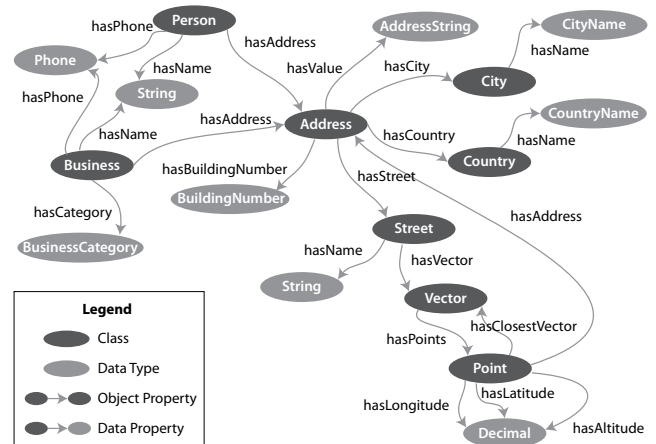 Person
hasPhone
hasAddress
AddressString
CityName
hasName
Phone
hasName
hasValue
hasCity
City
hasPhone
String
CountryName
hasAddress
Address
hasName
hasCountry
hasName
Business
Country
hasBuildingNumber
hasStreet
BuildingNumber
hasCategory
hasAddress
Street
BusinessCategory
hasName
hasVector
String
Vector
Legend
Class
Data Type
Object Property
Data Property
hasPoints
hasClosestVector
Point
hasLongitude
hasLatitude
hasAltitude
Decimal